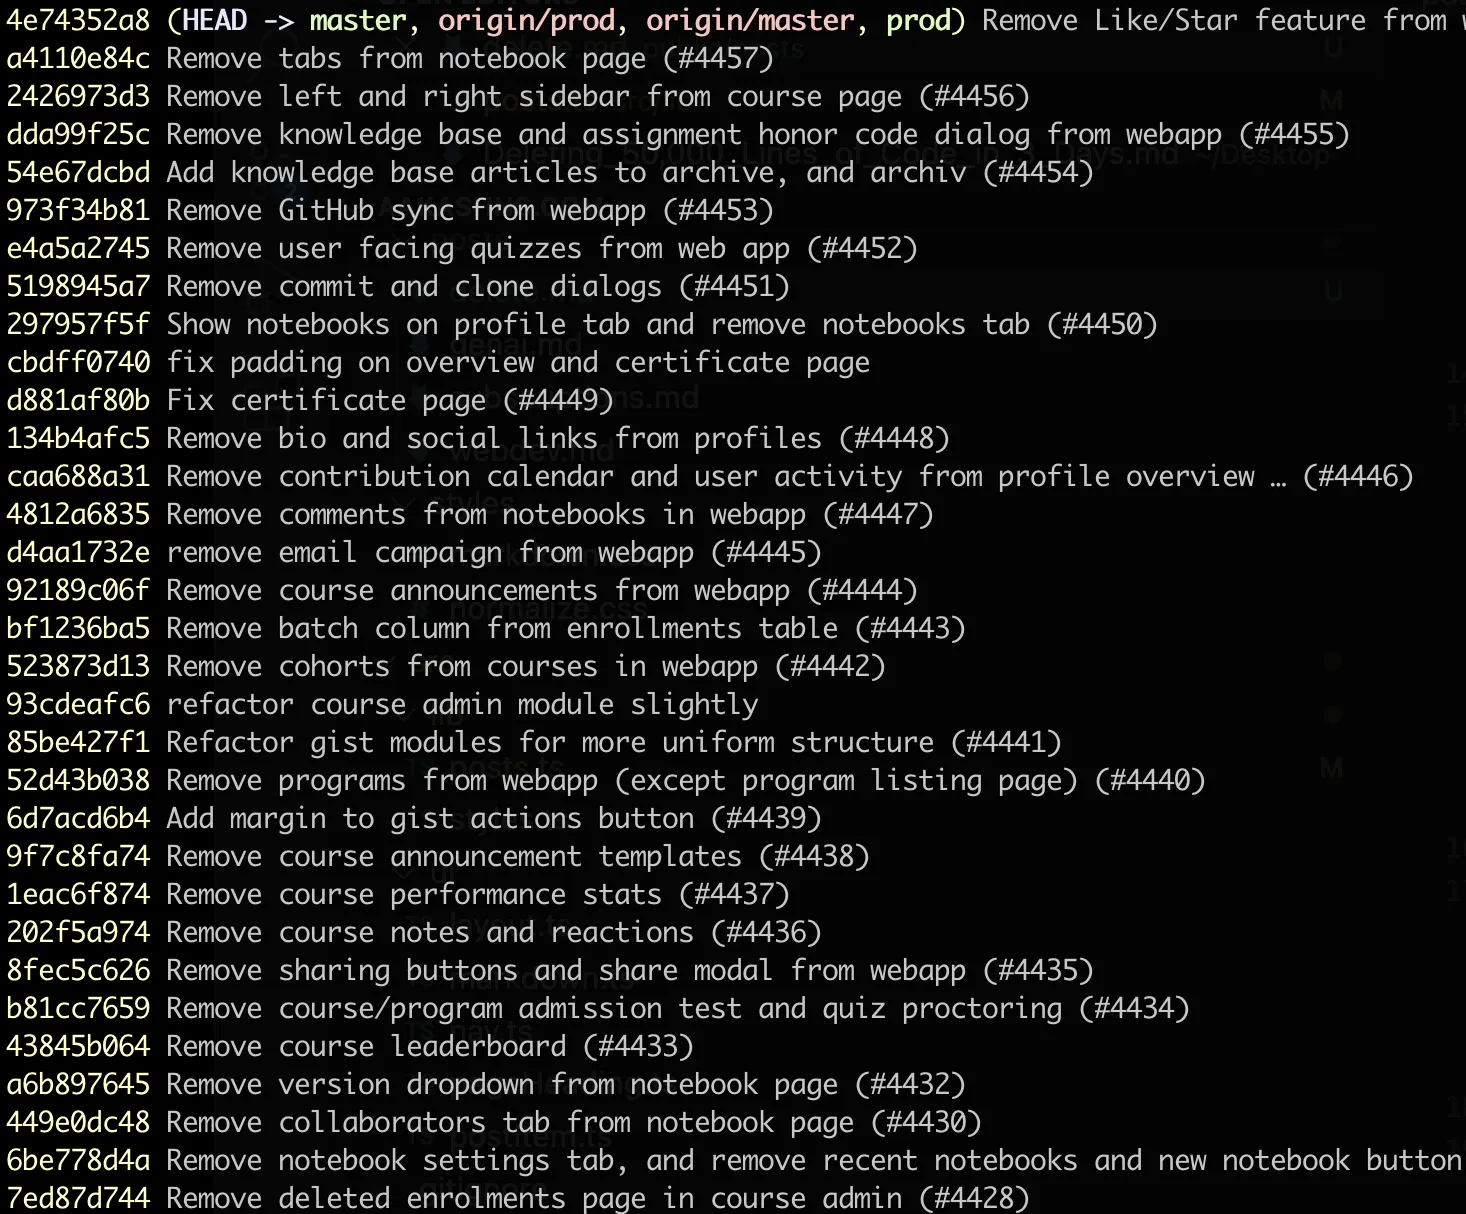 4e74352a8 (HEAD -> master, origin/prod, origin/master, prod) Remove Like/Star feature from
a4110e84c Remove tabs from notebook page (#4457)
2426973d3 Remove left and right sidebar from course page (#4456)
dda99f25c Remove knowledge base and assignment honor code dialog from webapp (#4455)
54e67dcbd Add knowledge base articles to archive, and archiv (#4454)
973f34b81 Remove GitHub sync from webapp (#4453)
e4a5a2745 Remove user facing quizzes from web app (#4452)
5198945a7 Remove commit and clone dialogs (#4451)
297957f5f Show notebooks on profile tab and remove notebooks tab (#4450)
cbdff0740 fix padding on overview and certificate page
d881af80b Fix certificate page (#4449)
134b4afc5 Remove bio and social links from profiles (#4448)
caa688a31 Remove contribution calendar and user activity from profile overview … (#4446)
4812a6835 Remove comments from notebooks in webapp (#4447)
d4aa1732e remove email campaign from webapp (#4445)
92189c06f Remove course announcements from webapp (#4444)
bf1236ba5 Remove batch column from enrollments table (#4443)
523873d13 Remove cohorts from courses in webapp (#4442)
93cdeafc6 refactor course admin module slightly
85be427f1 Refactor gist modules for more uniform structure (#4441)
52d43b038 Remove programs from webapp (except program listing page) (#4440)
6d7acd6b4 Add margin to gist actions button (#4439)
9f7c8fa74 Remove course announcement templates (#4438)
1eac6f874 Remove course performance stats (#4437)
202f5a974 Remove course notes and reactions (#4436)
8fec5c626 Remove sharing buttons and share modal from webapp (#4435)
b81cc7659 Remove course/program admission test and quiz proctoring (#4434)
43845b064 Remove course leaderboard (#4433)
a6b897645 Remove version dropdown from notebook page (#4432)
449e0dc48 Remove collaborators tab from notebook page (#4430)
6be778d4a Remove notebook settings tab, and remove recent notebooks and new notebook button
7ed87d744 Remove deleted enrolments page in course admin (#4428)